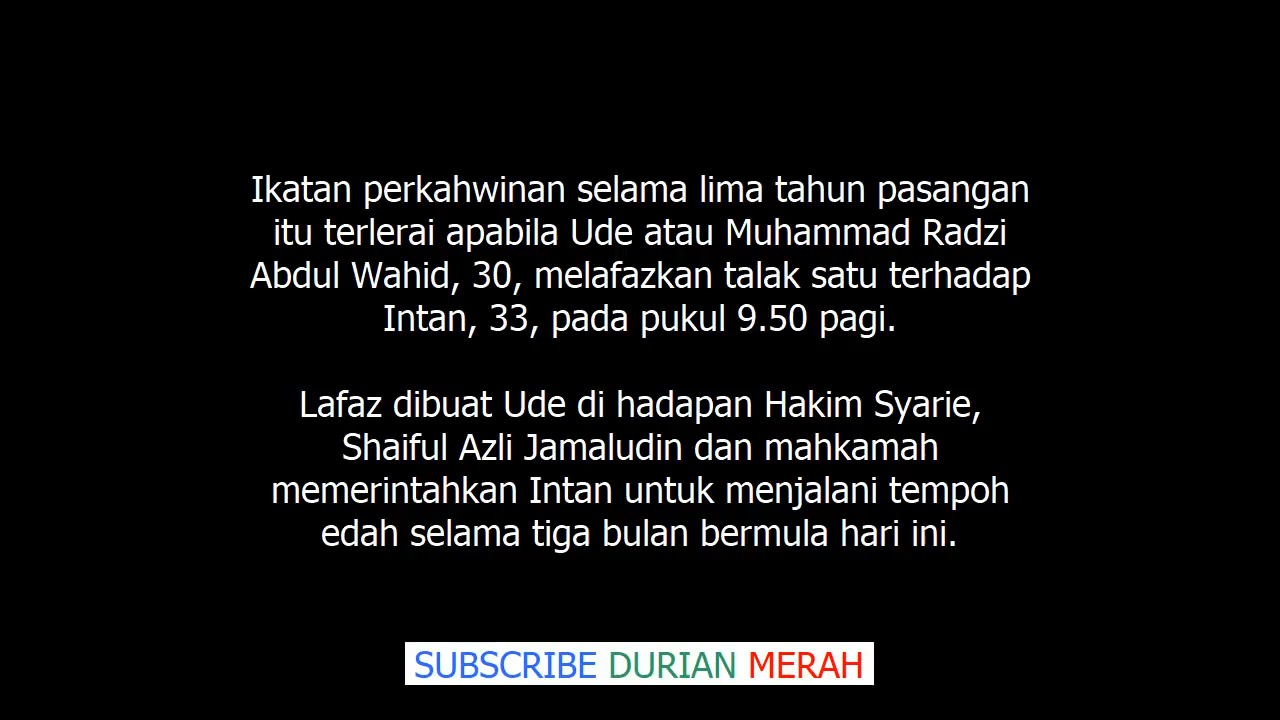 Ikatan perkahwinan selama lima tahun pasangan
itu terlerai apabila Ude atau Muhammad Radzi
Abdul Wahid, 30, melafazkan talak satu terhadap
Intan, 33, pada pukul 9.50 pagi.
Lafaz dibuat Ude di hadapan Hakim Syarie,
Shaiful Azli Jamaludin dan mahkamah
memerintahkan Intan untuk menjalani tempoh
edah selama tiga bulan bermula hari ini.
SUBSCRIBE DURIAN MERAH